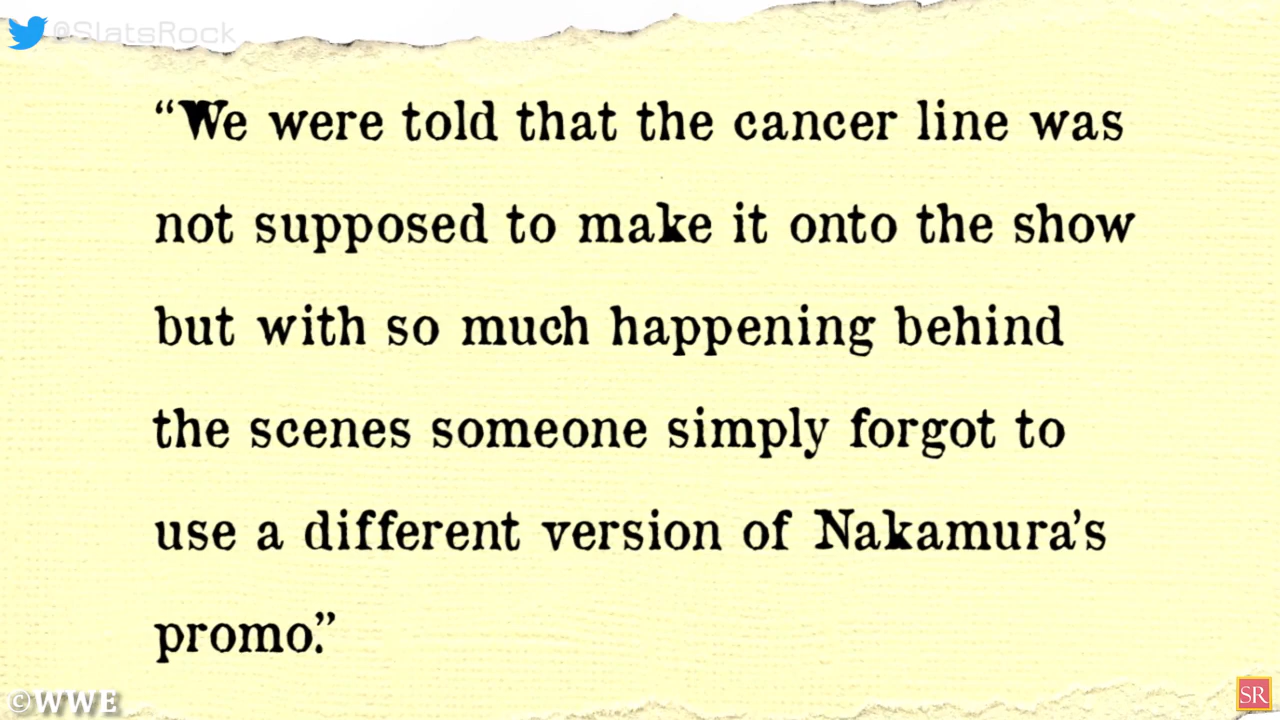 @SlatsRock
“We were told that the cancer line was
not supposed to make it onto the show
but with so much happening behind
the scenes someone simply forgot to
use a different version of Nakamura’s
promo.”
©WWE
SR